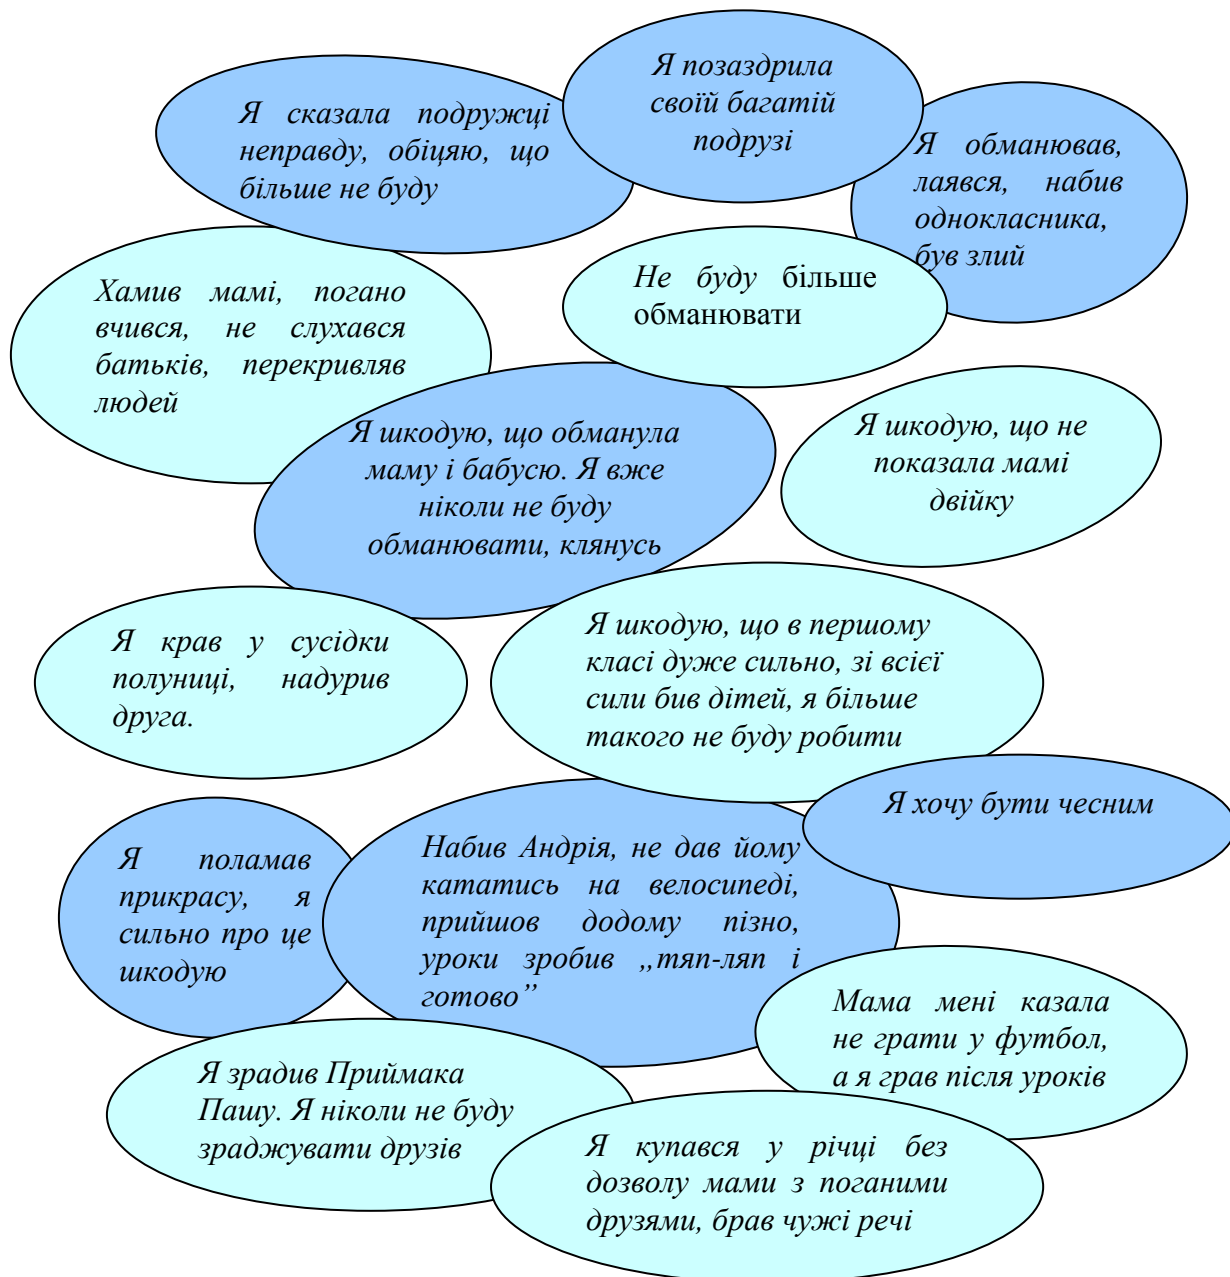 Я позаздрила
своїй багатій
подрузі
Я сказала подружці
неправду, обіцяю, що
більше не буду
Я обманював,
лаявся, набив
однокласника,
був злий
Хамив мамі, погано
вчився, не слухався
батьків, перекривляв
людей
Не буду більше
обманювати
Я шкодую, що обманула
маму і бабусю. Я вже
ніколи не буду
обманювати, клянусь
Я шкодую, що не
показала мамі
двійку
Я крав у сусідки
полуниці, надурив
друга.
Я шкодую, що в першому
класі дуже сильно, зі всієї
сили бив дітей, я більше
такого не буду робити
Я хочу бути чесним
Я поламав
прикрасу, я
сильно про це
шкодую
Набив Андрія, не дав йому
кататись на велосипеді,
прийшов додому пізно,
уроки зробив „тяп-ляп і
готово”
Мама мені казала
не грати у футбол,
а я грав після уроків
Я зрадив Приймака
Пашу. Я ніколи не буду
зраджувати друзів
Я купався у річці без
дозволу мами з поганими
друзями, брав чужі речі